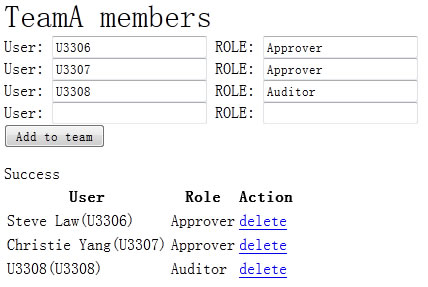 TeamA members
User: U3306 ROLE: Approver
User: U3307 ROLE: Approver
User: U3308 ROLE: Auditor
User: ROLE:
Add to team
Success
User Role Action
Steve Law(U3306) Approver delete
Christie Yang(U3307) Approver delete
U3308(U3308) Auditor delete